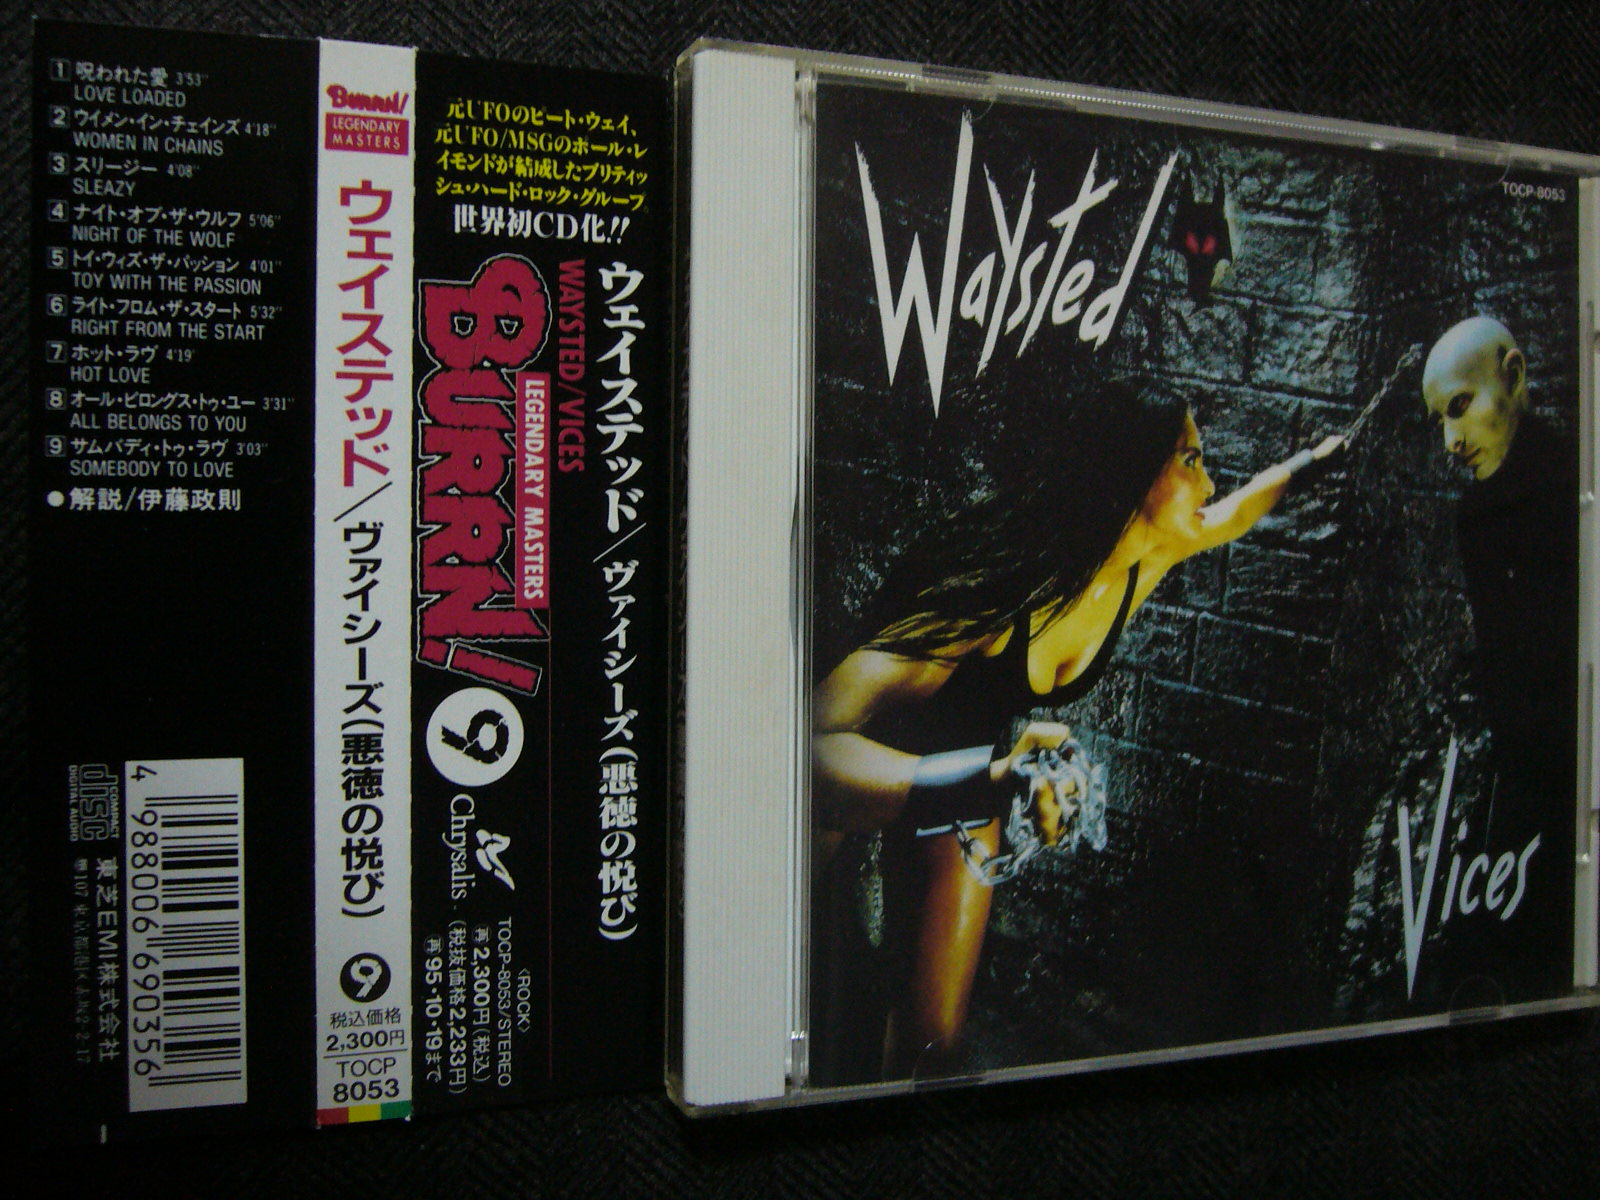 1 呪われた愛 3'53''
LOVE LOADED
2 ウイメン・イン・チェインズ 4'18''
WOMEN IN CHAINS
3 スリージー 4'08''
SLEAZY
4 ナイト・オブ・ザ・ウルフ 5'06''
NIGHT OF THE WOLF
5 トイ・ウィズ・ザ・パッション 4'01''
TOY WITH THE PASSION
6 ライト・フロム・ザ・スタート 5'32''
RIGHT FROM THE START
7 ホット・ラヴ 4'19'
HOT LOVE
8 オール・ビロングス・トゥ・ユー 3'31''
ALL BELONGS TO YOU
9 サムバディ・トゥ・ラヴ 3'03''
SOMEBODY TO LOVE
●解説/伊藤政則
COMPACT
disc
DIGITAL AUDIO
東芝EMI株式会社
4 988006 690356
BURRN!
LEGENDARY
MASTERS
ウェイステッド/ヴァイシーズ(悪徳の悦び)
9
税込価格
2,300円
TOCP
8053
元UFOのピート・ウェイ、
元UFO/MSGのポール・レ
イモンドが結成したブリティッ
シュ・ハード・ロック・グループ。
世界初CD化!!
ウェイステッド/ヴァイシーズ(悪徳の悦び)
WAYSTED/VICES
LEGENDARY MASTERS
BURRN!
9
Chrysalis
〈ROCK〉
TOCP-8053/STEREO
再2,300円(税込)
(税抜価格2,233円)
再95・10・19まで
TOCP-8053
Waysted
Vices